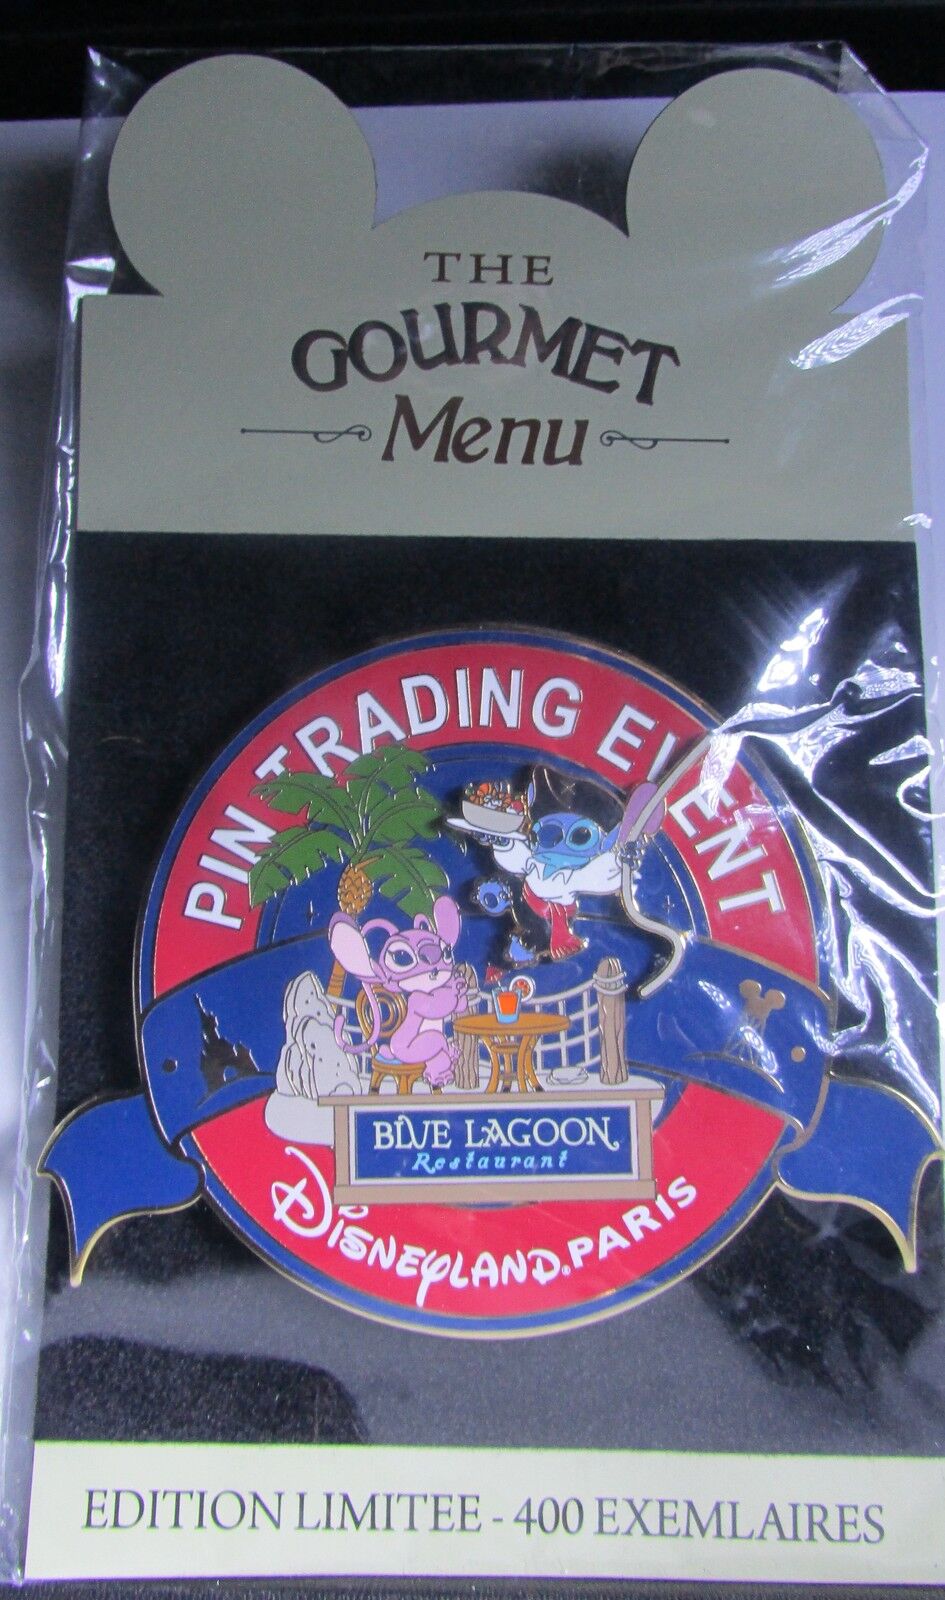 THE
GOURMET
Menu
PIN TRADING EVENT
BLUE LAGOON
Restaurant
DISNEYLAND PARIS
EDITION LIMITEE - 400 EXEMLAIRES